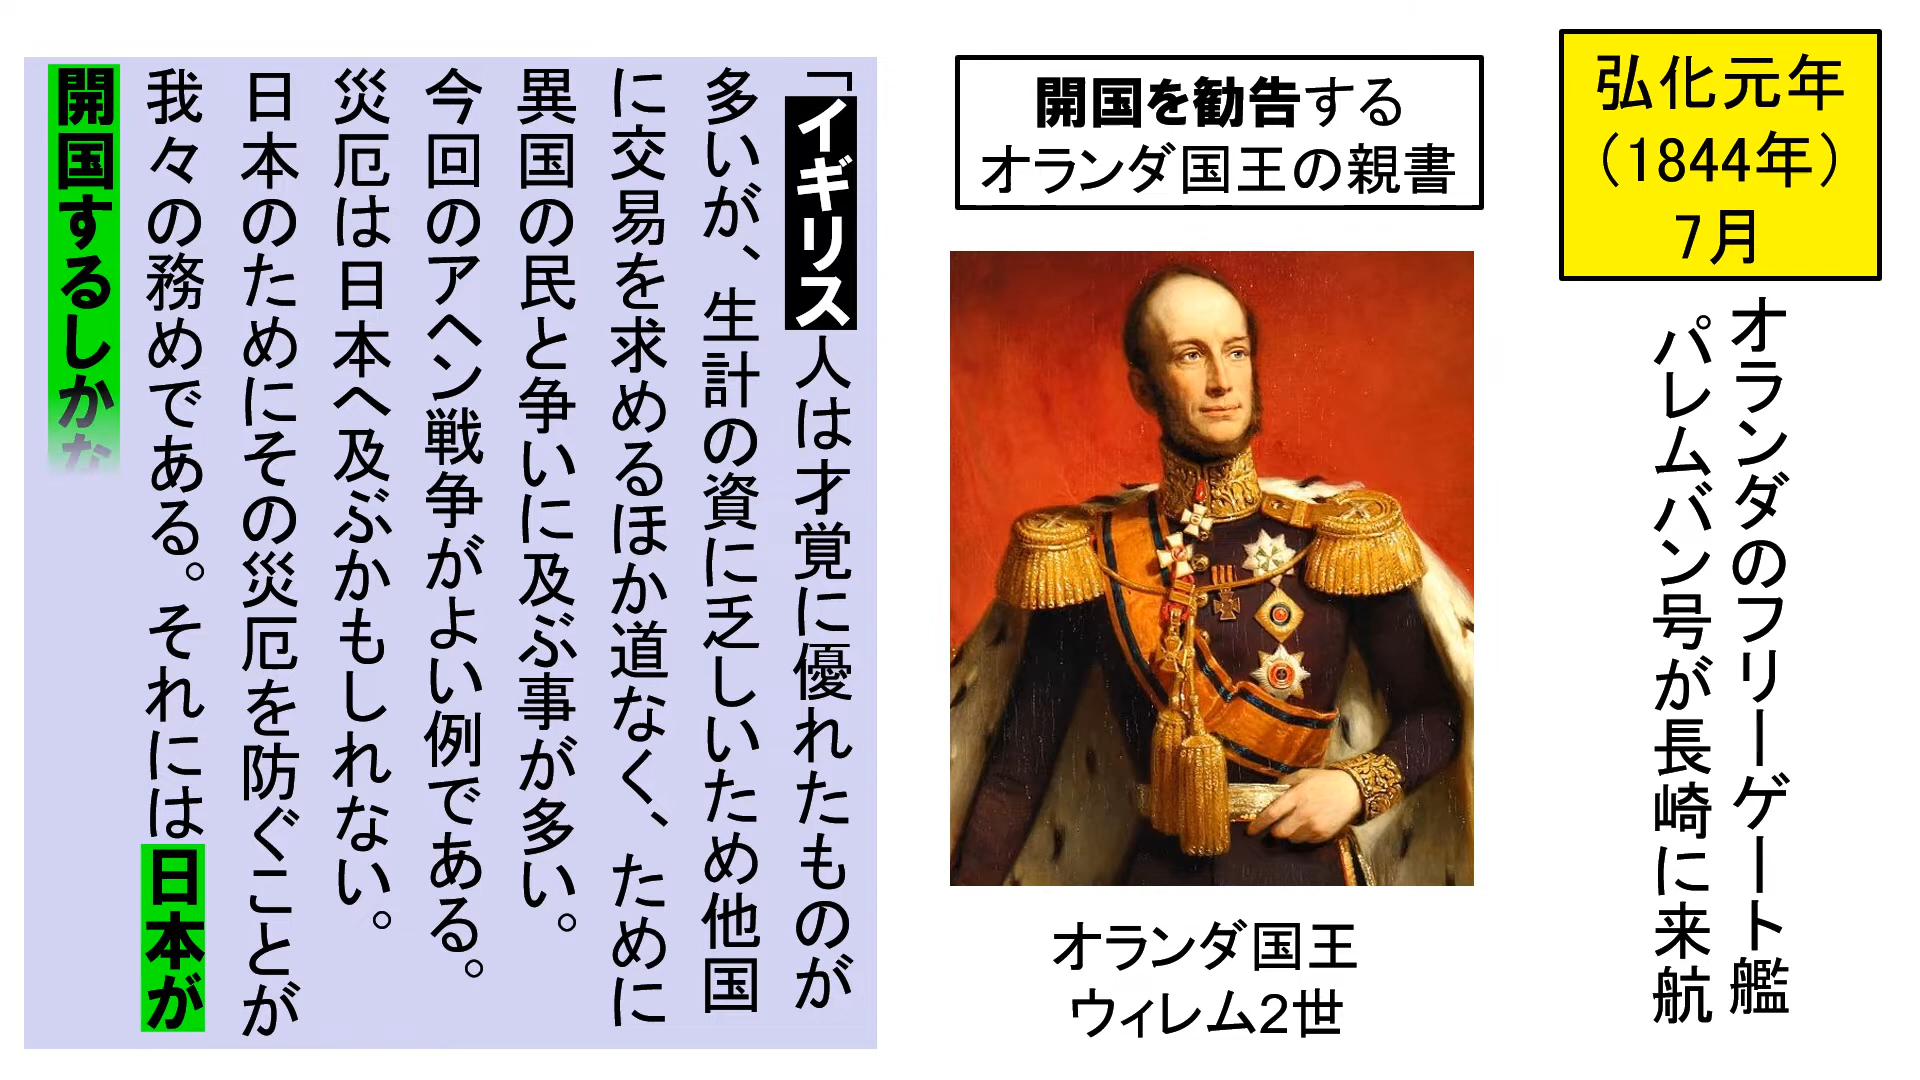 弘化元年
（1844年）
7月
オランダのフリーゲート艦
パレムバン号が長崎に来航
開国を勧告する
オランダ国王の親書
オランダ国王
ウィレム2世
「イギリス人は才覚に優れたものが
多いが、生計の資に乏しいため他国
に交易を求めるほか道なく、ために
異国の民と争いに及ぶ事が多い。
今回のアヘン戦争がよい例である。
災厄は日本へ及ぶかもしれない。
日本のためにその災厄を防ぐことが
我々の務めである。それには日本が
開国するしかな